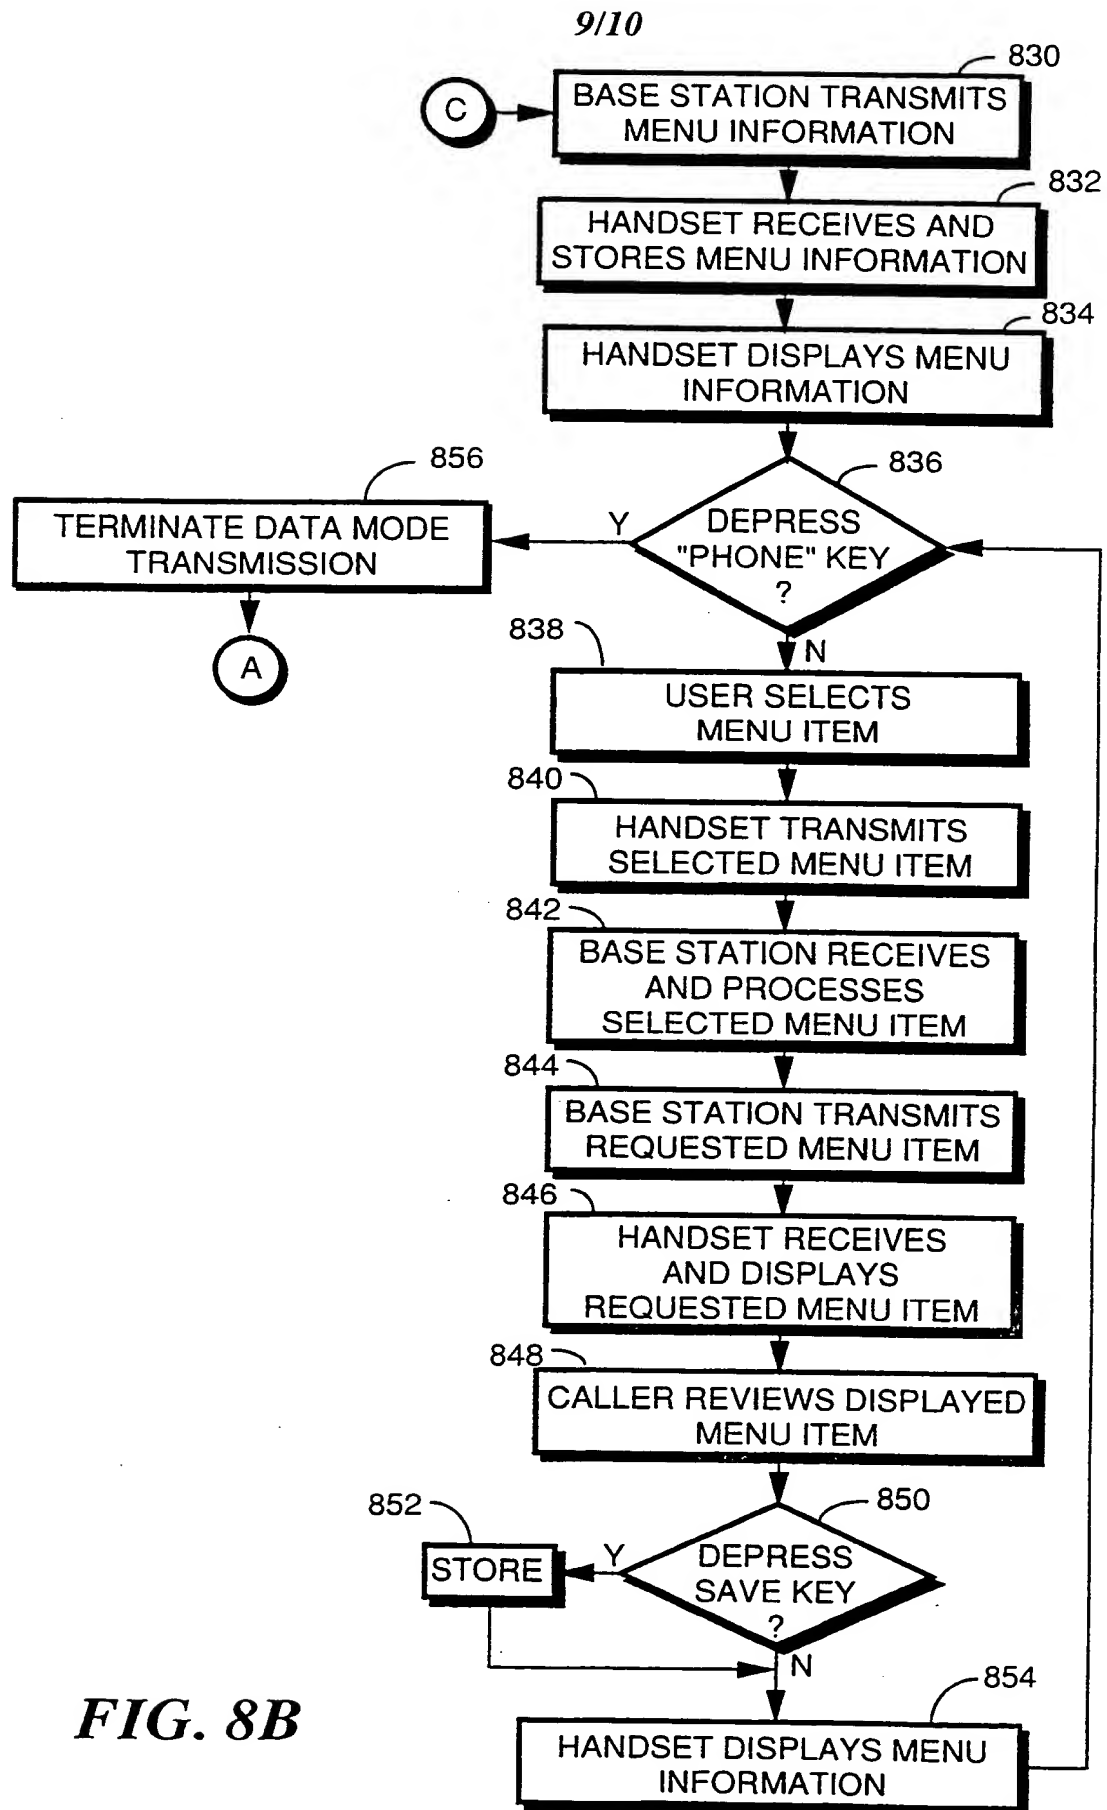 9/10
830
C
BASE STATION TRANSMITS
MENU INFORMATION
832
HANDSET RECEIVES AND
STORES MENU INFORMATION
834
HANDSET DISPLAYS MENU
INFORMATION
856
836
TERMINATE DATA MODE
TRANSMISSION
Y
DEPRESS
"PHONE" KEY
?
A
838
N
USER SELECTS
MENU ITEM
840
HANDSET TRANSMITS
SELECTED MENU ITEM
842
BASE STATION RECEIVES
AND PROCESSES
SELECTED MENU ITEM
844
BASE STATION TRANSMITS
REQUESTED MENU ITEM
846
HANDSET RECEIVES
AND DISPLAYS
REQUESTED MENU ITEM
848
CALLER REVIEWS DISPLAYED
MENU ITEM
852
850
STORE
Y
DEPRESS
SAVE KEY
?
N
854
HANDSET DISPLAYS MENU
INFORMATION
FIG. 8B